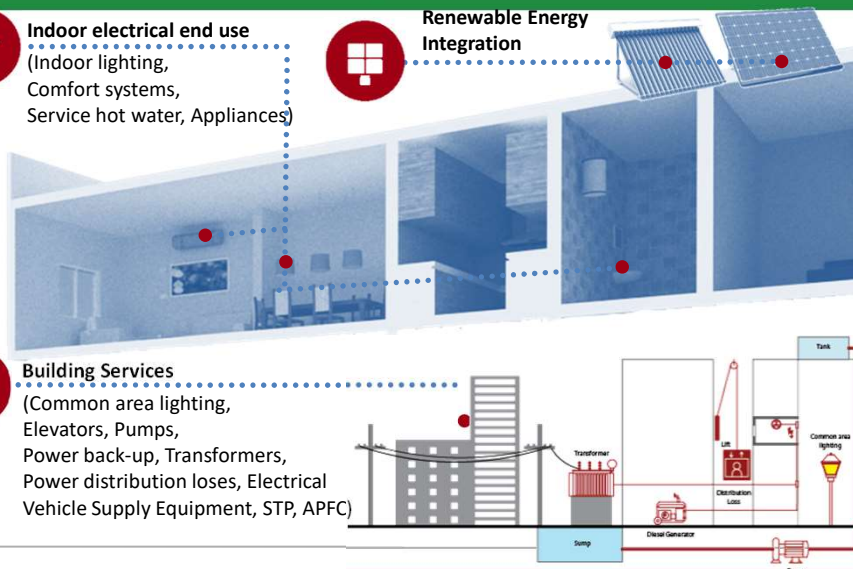 Indoor electrical end use
(Indoor lighting,
Comfort systems,
Service hot water, Appliances)
Renewable Energy
Integration
Building Services
(Common area lighting,
Elevators, Pumps,
Power back-up, Transformers,
Power distribution loses, Electrical
Vehicle Supply Equipment, STP, APFC)
Tank
Transformer
Lift
Common area
lighting
Distribution
Loss
Diesel Generator
Sump